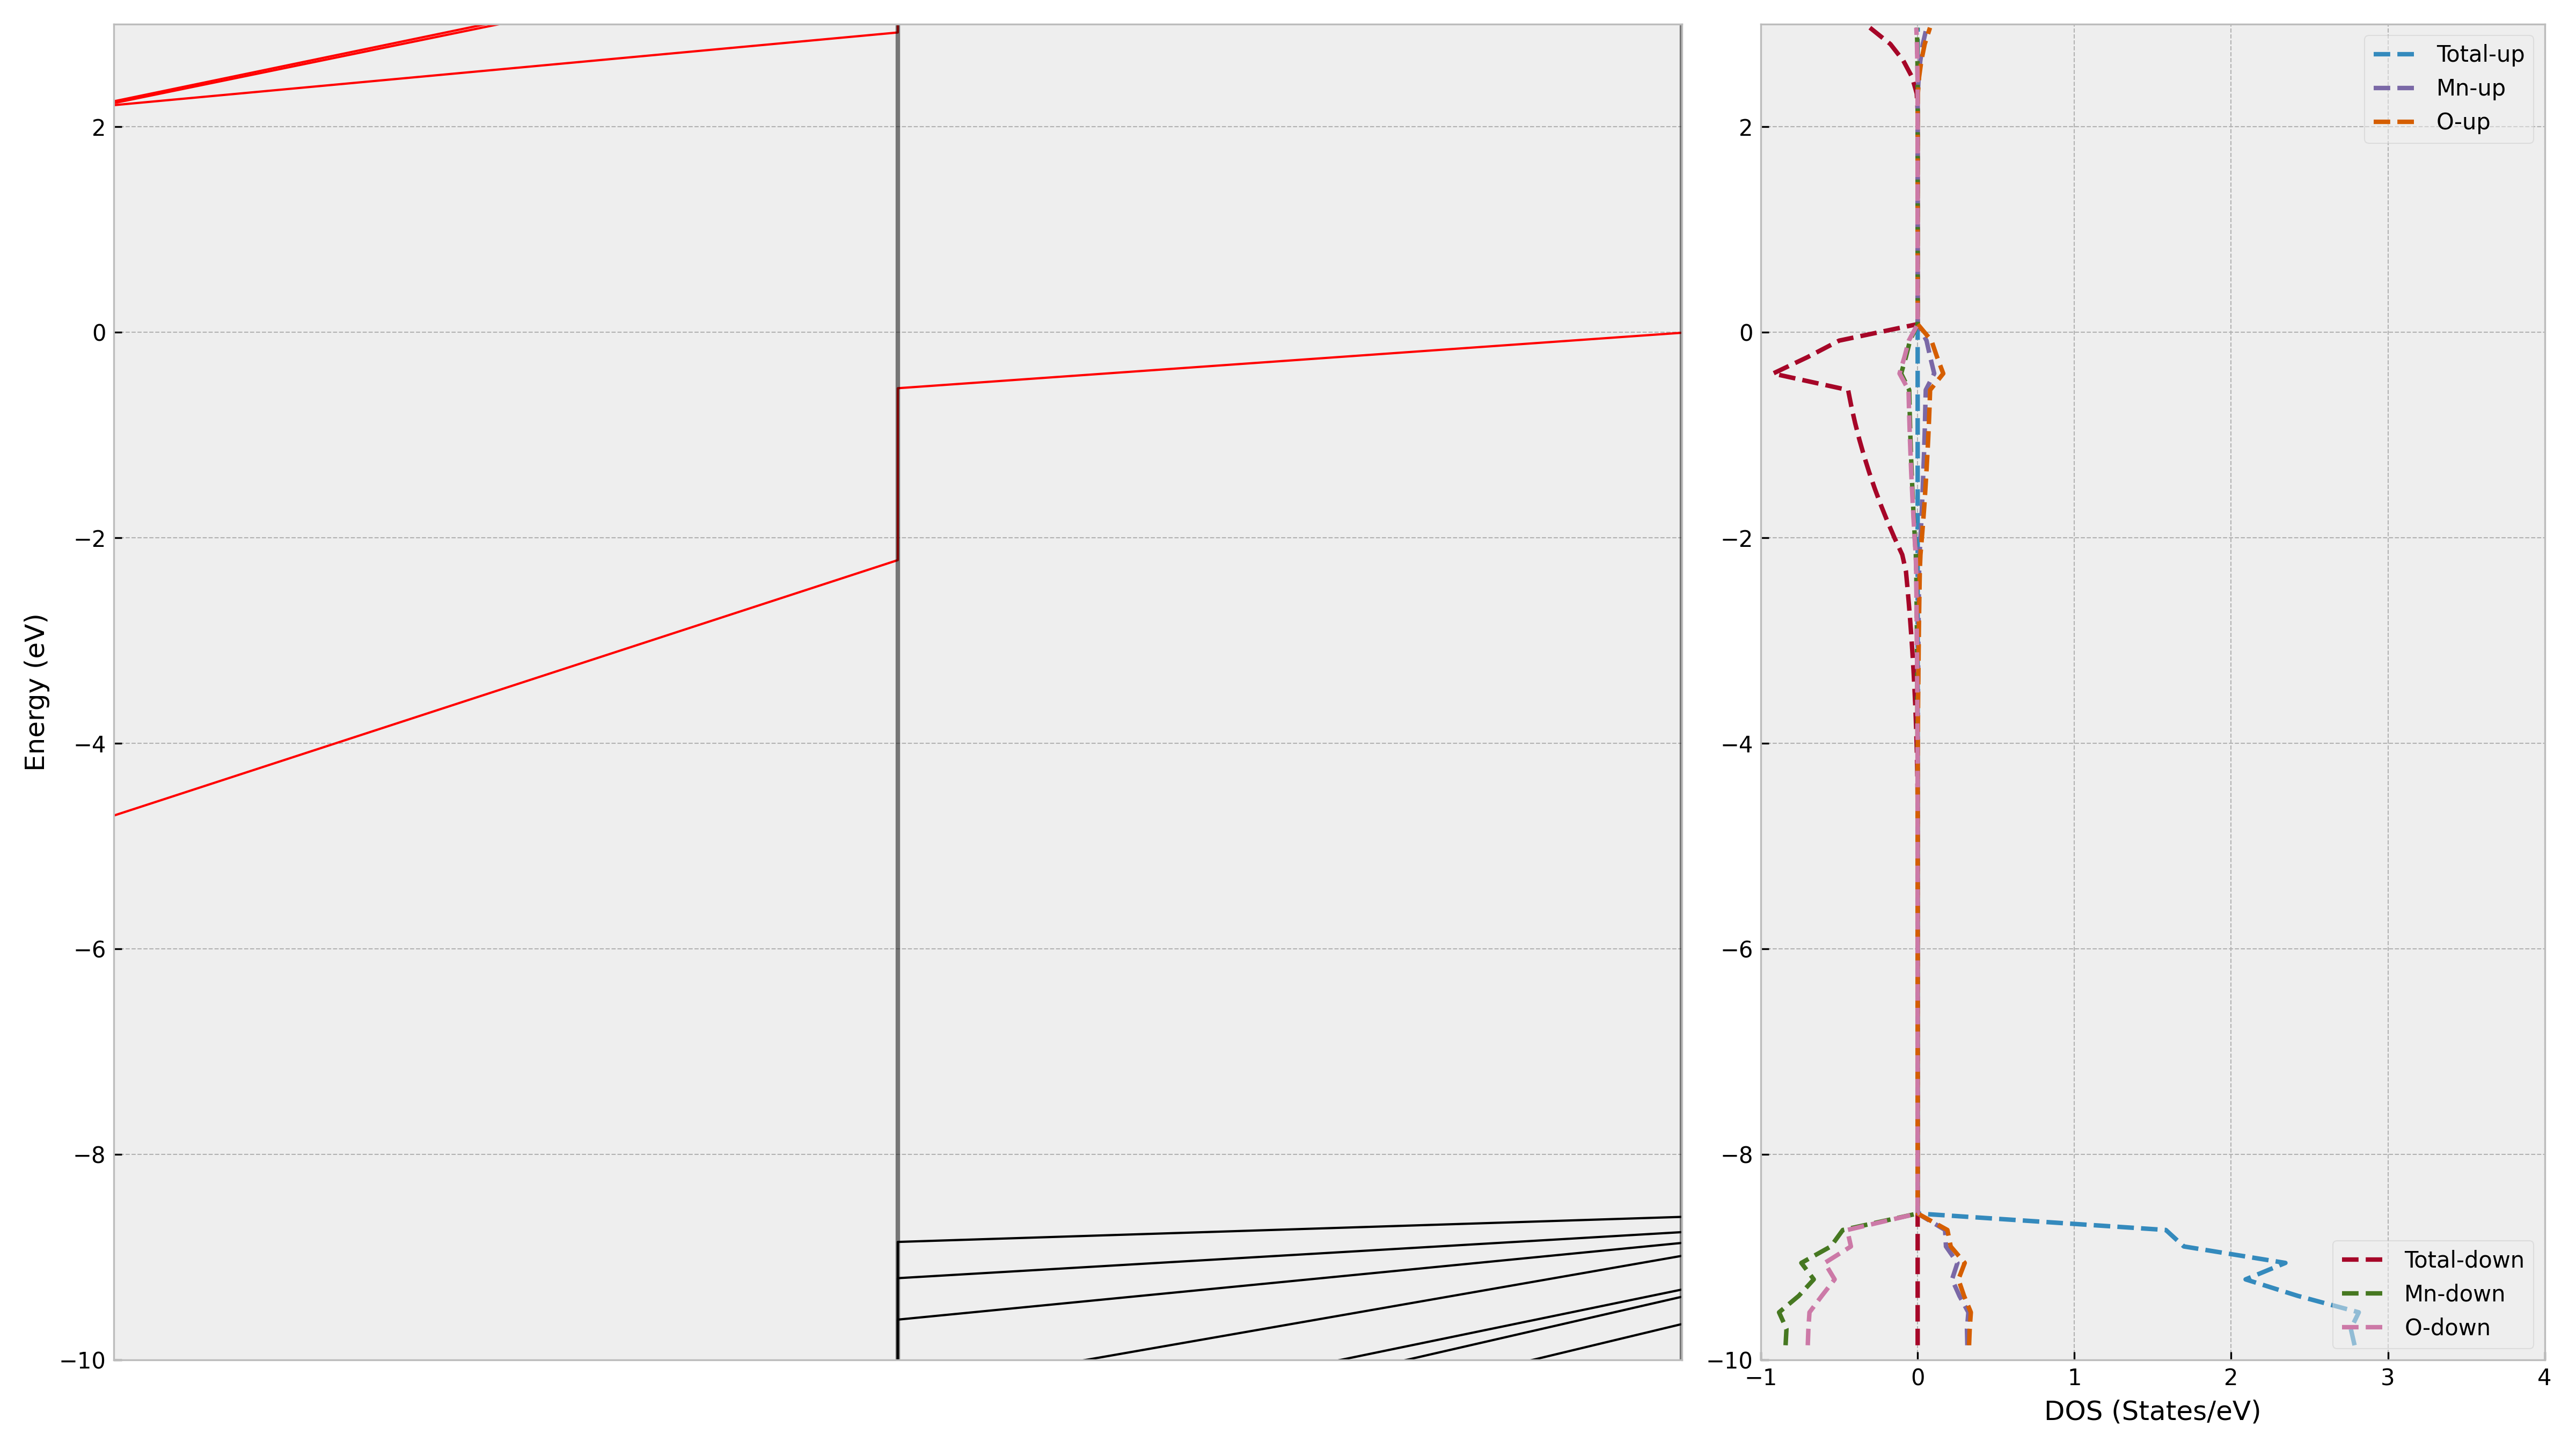 Energy (eV)
2
0
−2
−4
−6
−8
−10
2
0
−2
−4
−6
−8
−10
−1 0 1 2 3 4
DOS (States/eV)
Total-up
Mn-up
O-up
Total-down
Mn-down
O-down